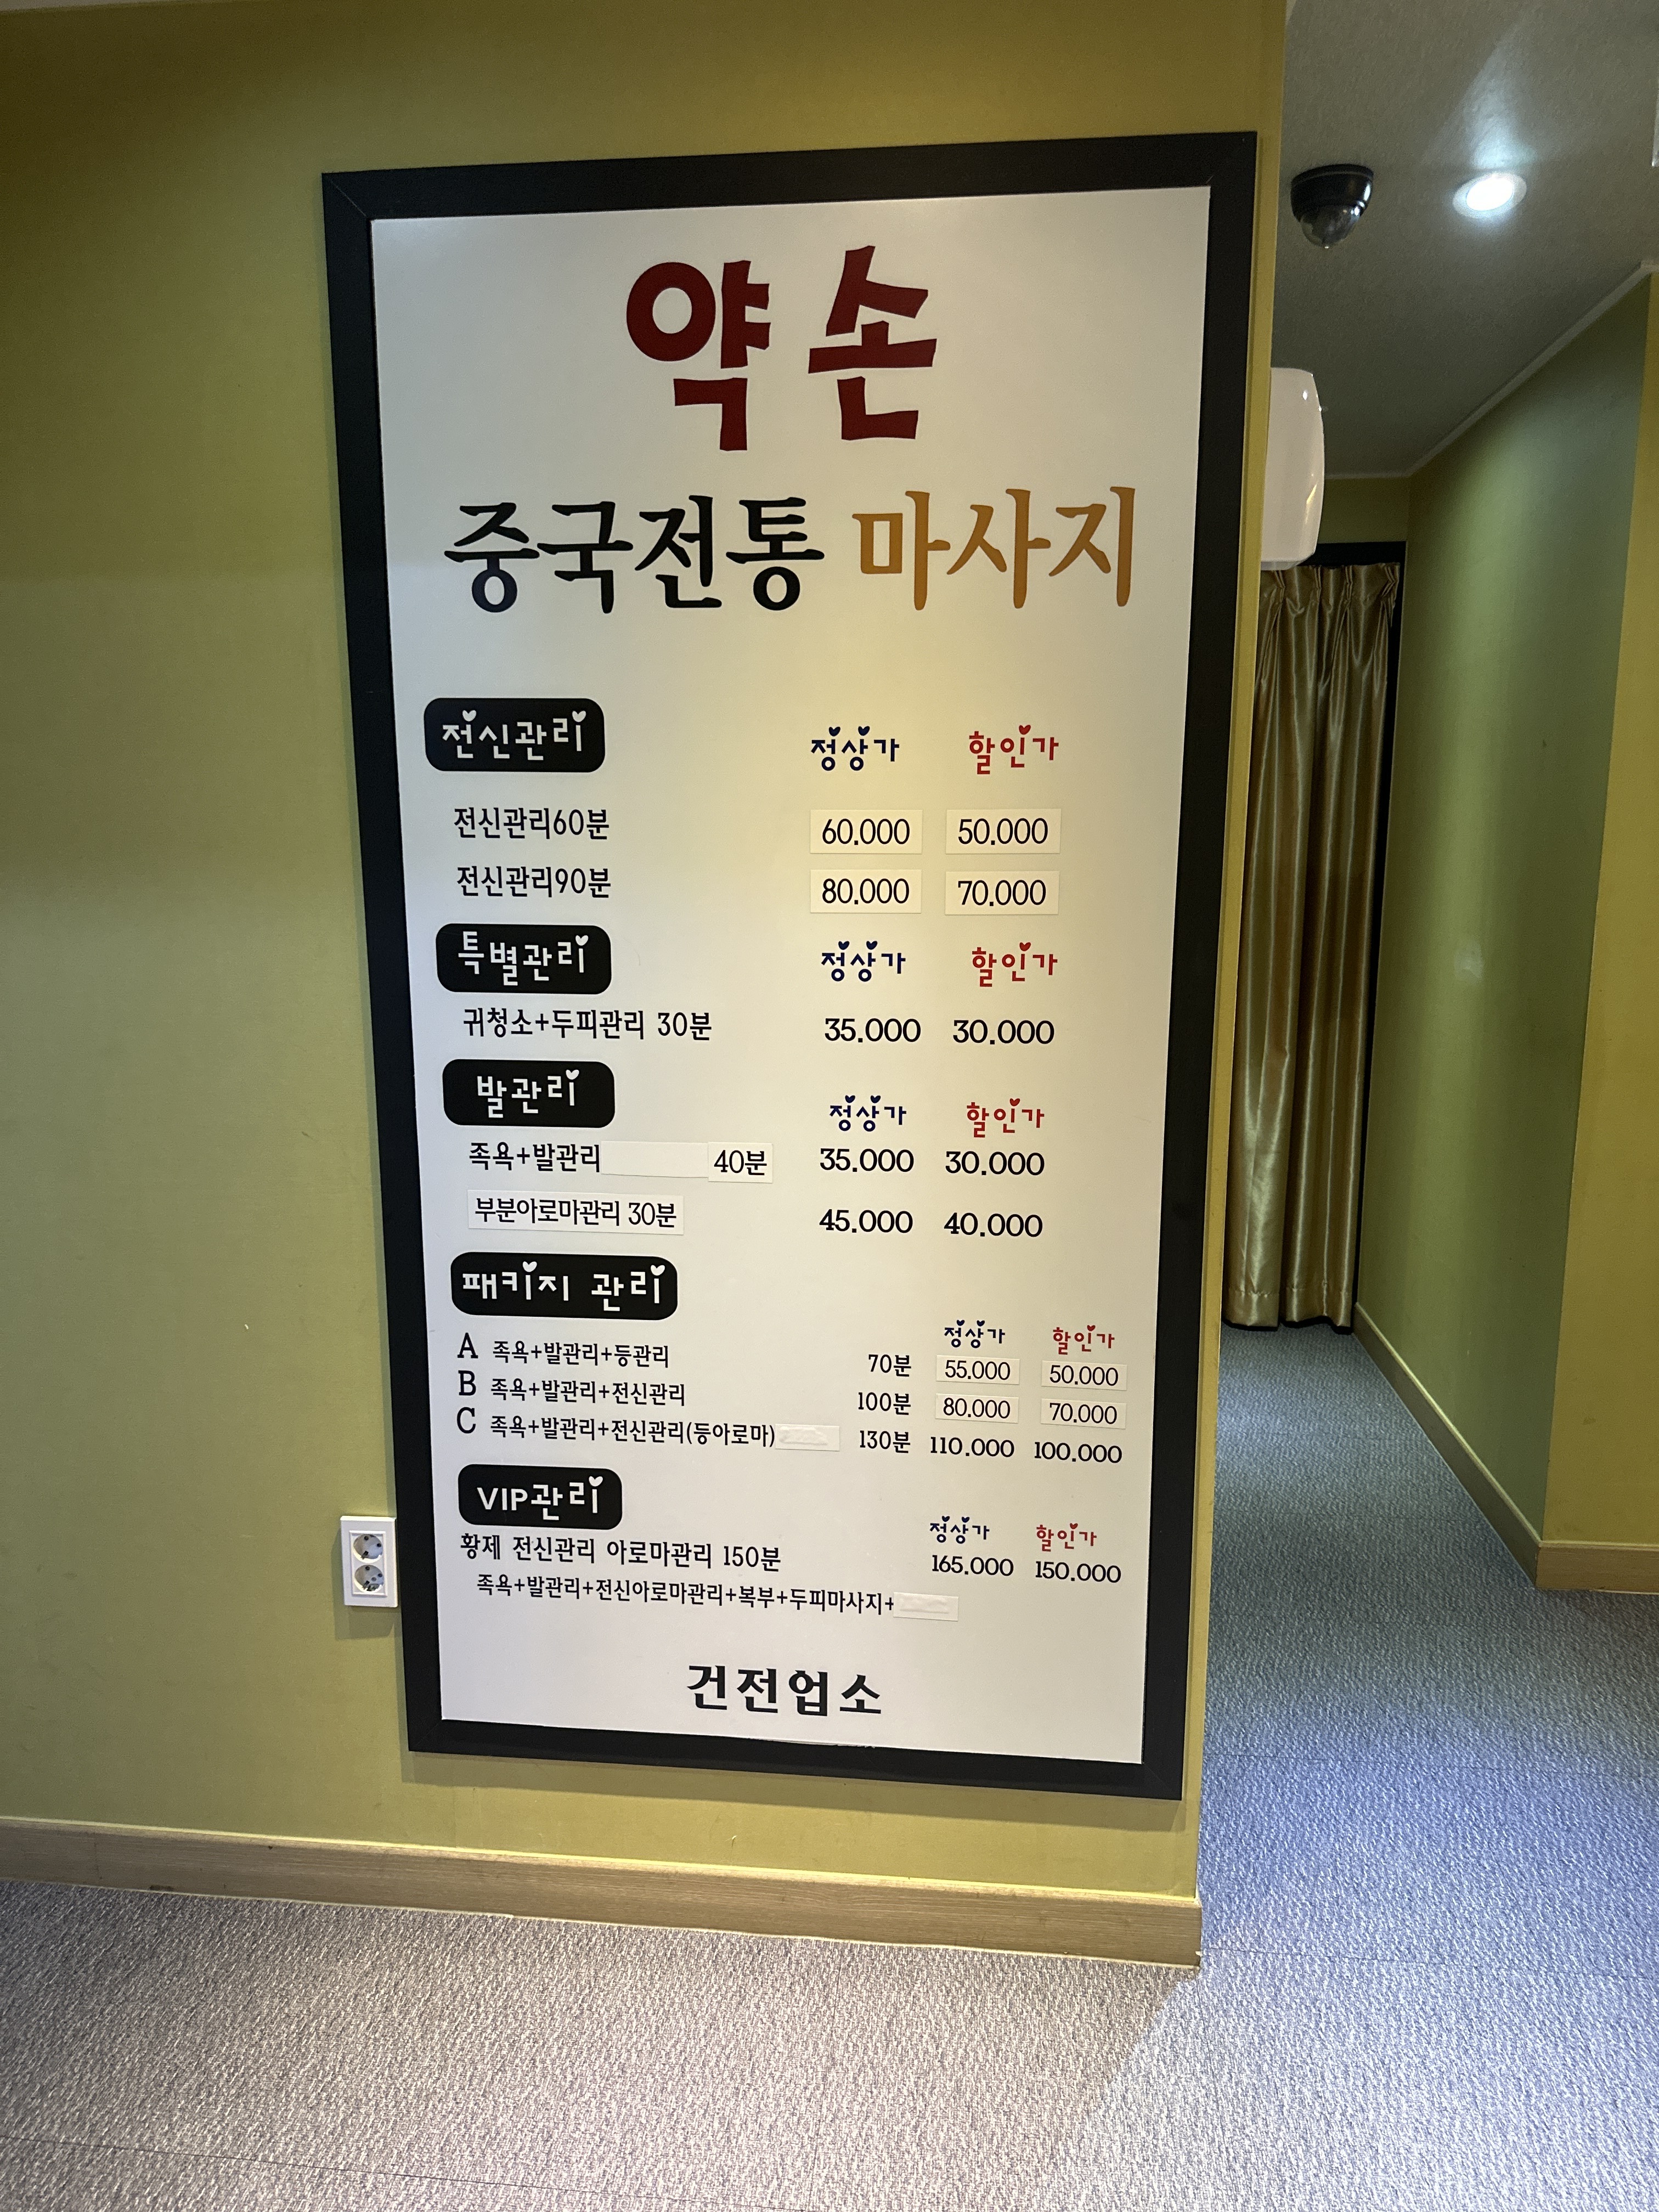 약손
중국전통 마사지
전신관리 정상가 할인가
전신관리60분 60.000 50.000
전신관리90분 80.000 70.000
특별관리 정상가 할인가
귀청소+두피관리 30분 35.000 30.000
발관리 정상가 할인가
족욕+발관리 40분 35.000 30.000
부분아로마관리 30분 45.000 40.000
패키지 관리 정상가 할인가
A 족욕+발관리+등관리 70분 55.000 50.000
B 족욕+발관리+전신관리 100분 80.000 70.000
C 족욕+발관리+전신관리(등아로마) 130분 110.000 100.000
VIP관리 정상가 할인가
황제 전신관리 아로마관리 150분 165.000 150.000
족욕+발관리+전신아로마관리+복부+두피마사지+
건전업소